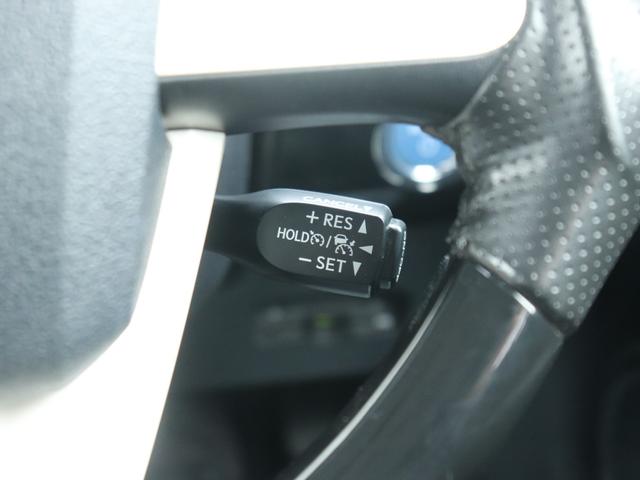 CANCEL
+ RES ▲
HOLD / ◄
− SET ▼